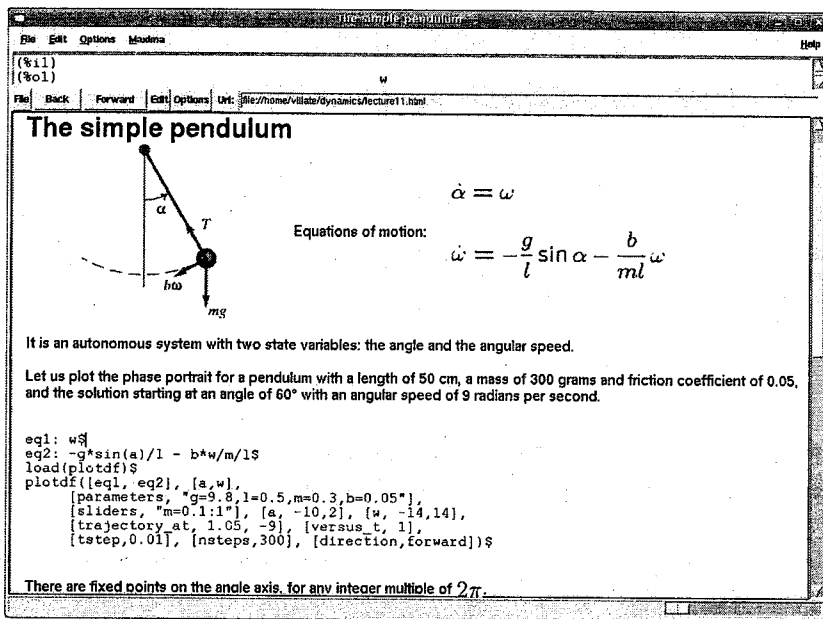 The simple pendulum
File Edit Options Maxima Help
(%i1)
(%o1) w
File Back Forward Edit Options Url: file://home/villate/dynamics/lecture11.html
The simple pendulum
α
T
bω
mg
Equations of motion:
α̇ = ω
ω̇ = −g/l sin α − b/ml ω
It is an autonomous system with two state variables: the angle and the angular speed.
Let us plot the phase portrait for a pendulum with a length of 50 cm, a mass of 300 grams and friction coefficient of 0.05,
and the solution starting at an angle of 60° with an angular speed of 9 radians per second.
eq1: w$
eq2: -g*sin(a)/l - b*w/m/l$
load(plotdf)$
plotdf([eq1, eq2], [a,w],
[parameters, "g=9.8,l=0.5,m=0.3,b=0.05"],
[sliders, "m=0.1:1"], [a, -10,2], [w, -14,14],
[trajectory_at, 1.05, -9], [versus_t, 1],
[tstep,0.01], [nsteps,300], [direction,forward])$
There are fixed points on the angle axis, for any integer multiple of 2π.